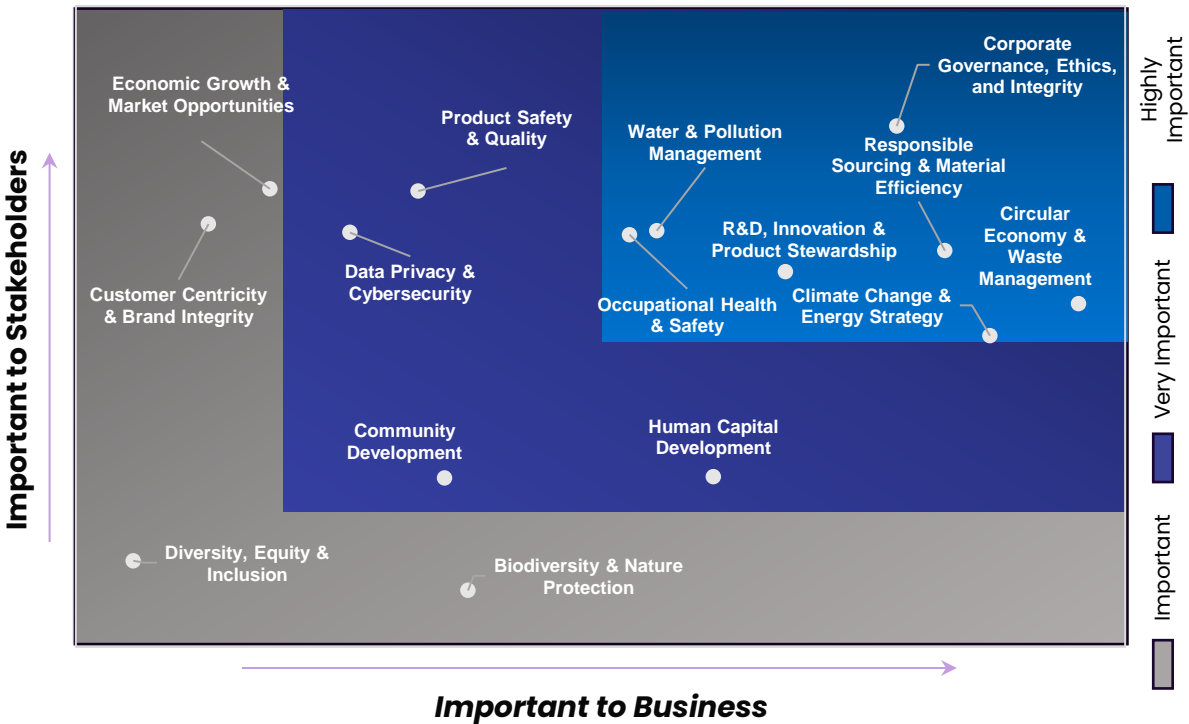 Corporate
Governance, Ethics,
and Integrity
Economic Growth &
Market Opportunities
Product Safety
& Quality
Water & Pollution
Management
Responsible
Sourcing & Material
Efficiency
R&D, Innovation &
Product Stewardship
Circular
Economy &
Waste
Management
Data Privacy &
Cybersecurity
Customer Centricity
& Brand Integrity
Occupational Health
& Safety
Climate Change &
Energy Strategy
Community
Development
Human Capital
Development
Diversity, Equity &
Inclusion
Biodiversity & Nature
Protection
Important to Stakeholders
Important to Business
Highly
Important
Very Important
Important